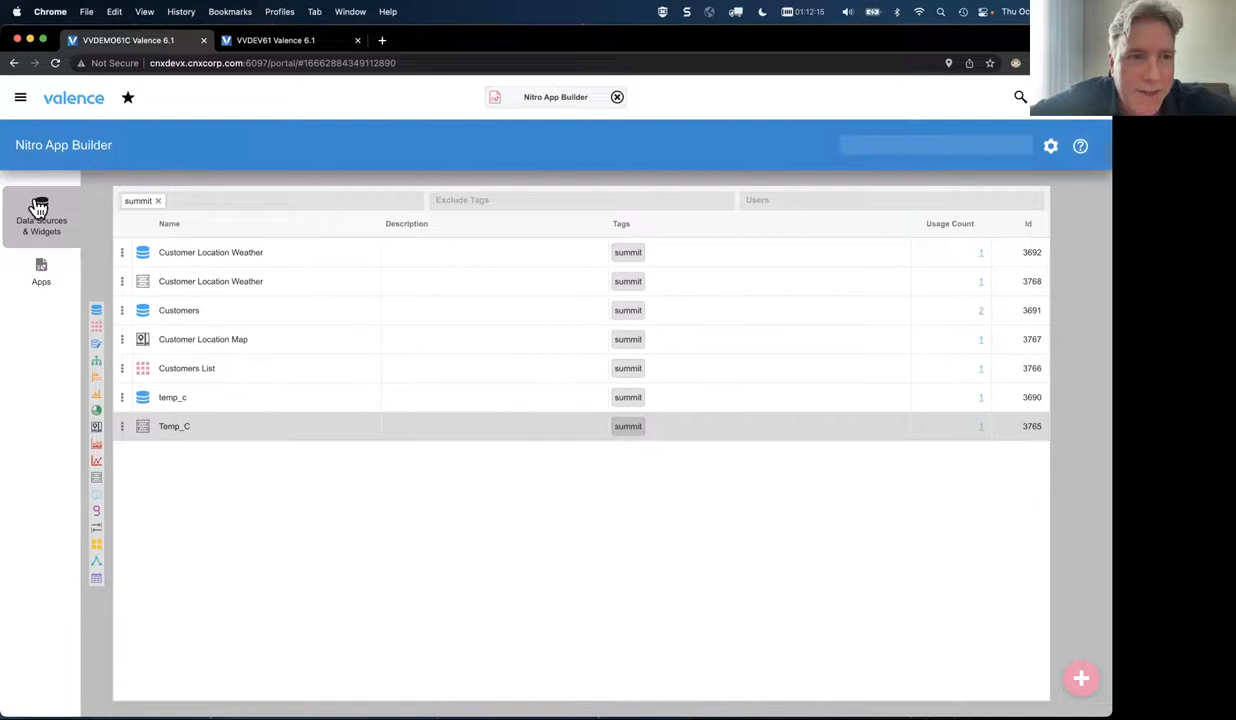 Chrome File Edit View History Bookmarks Profiles Tab Window Help 01:12:15 Thu Oc
VVDEMO61C Valence 6.1 VVDEV61 Valence 6.1
Not Secure cnxdevx.cnxcorp.com:6097/portal/#16662884349112890
valence Nitro App Builder
Nitro App Builder
summit Exclude Tags Users
Data Sources & Widgets
Apps
Name Description Tags Usage Count Id
Customer Location Weather summit 1 3692
Customer Location Weather summit 1 3768
Customers summit 2 3691
Customer Location Map summit 1 3767
Customers List summit 1 3766
temp_c summit 1 3690
Temp_C summit 1 3765